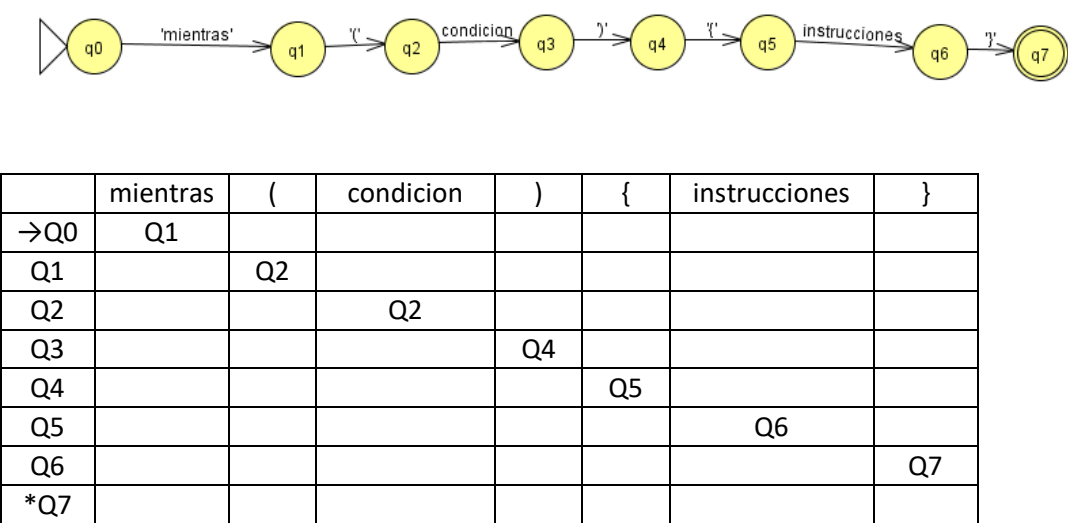 'mientras' '(' condicion ')' '{' instrucciones '}'
q0 q1 q2 q3 q4 q5 q6 q7
mientras ( condicion ) { instrucciones }
→Q0 Q1
Q1 Q2
Q2 Q2
Q3 Q4
Q4 Q5
Q5 Q6
Q6 Q7
*Q7